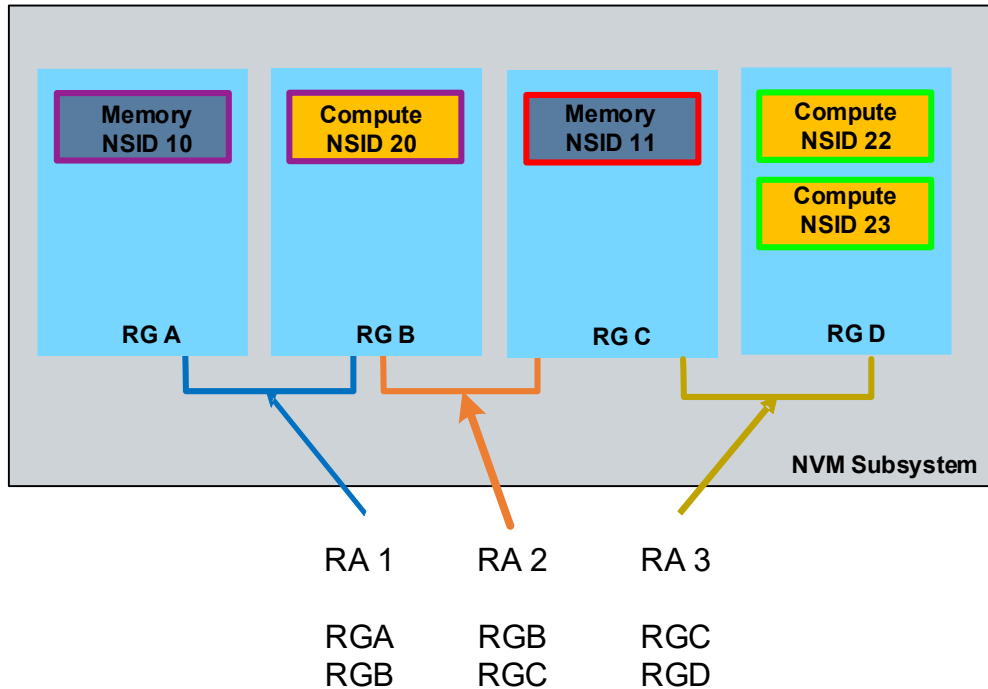 Memory
NSID 10
Compute
NSID 20
Memory
NSID 11
Compute
NSID 22
Compute
NSID 23
RG A
RG B
RG C
RG D
NVM Subsystem
RA 1
RA 2
RA 3
RGA
RGB
RGC
RGB
RGC
RGD